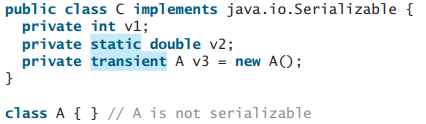 public class C implements java.io.Serializable {
  private int v1;
  private static double v2;
  private transient A v3 = new A();
}
class A { } // A is not serializable